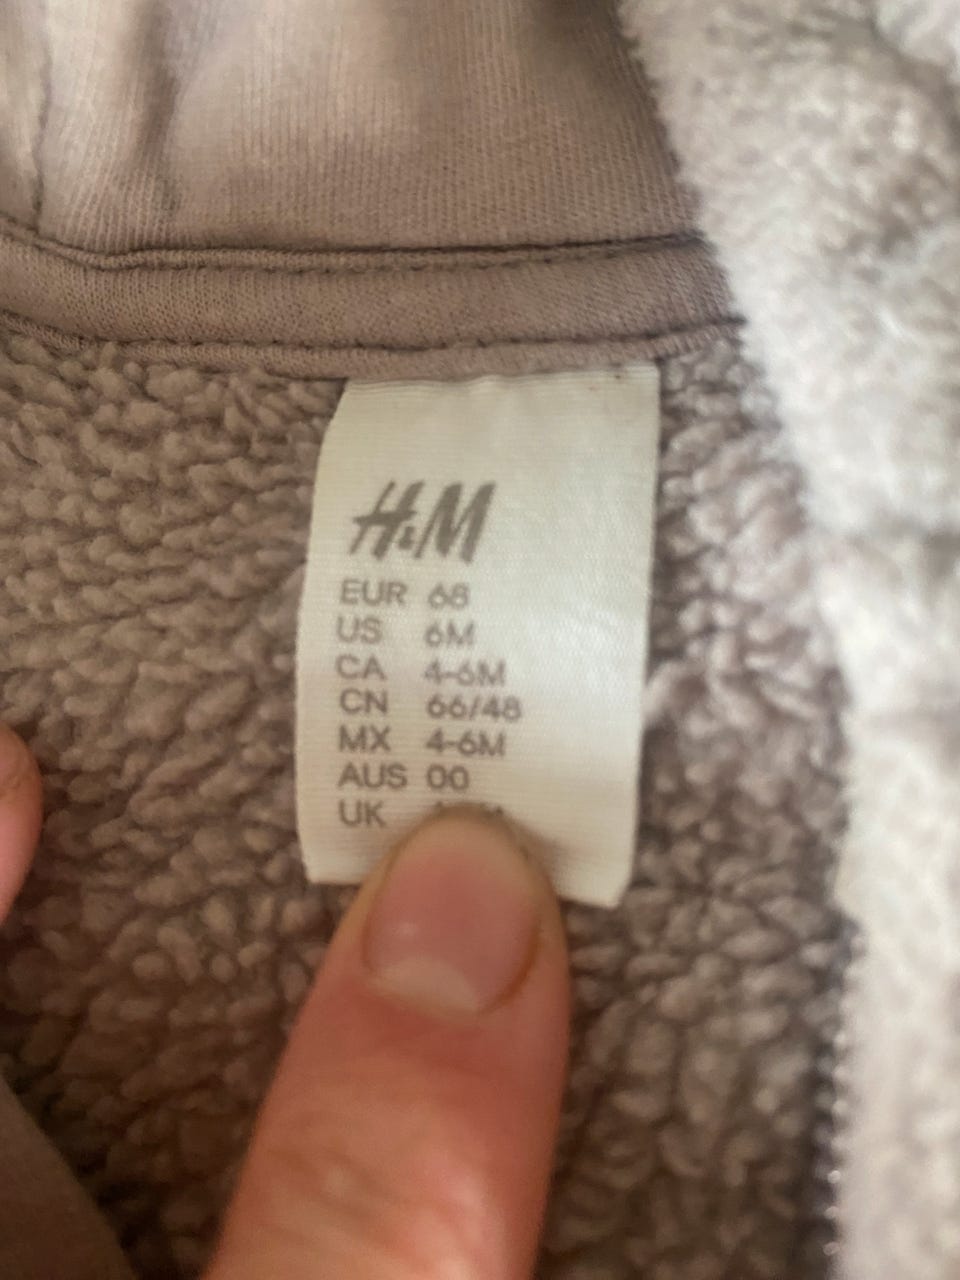 H&M
EUR 68
US 6M
CA 4-6M
CN 66/48
MX 4-6M
AUS 00
UK